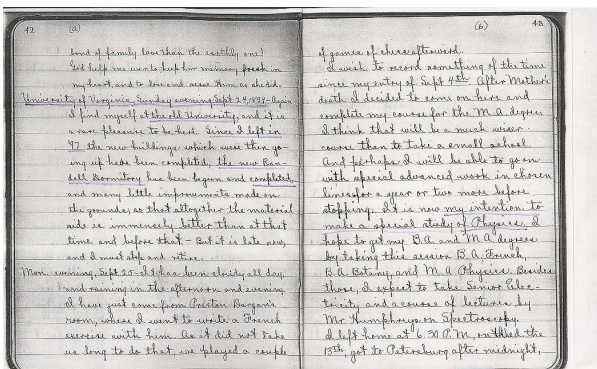 42 (a)
bond of family love than the earthly one!
God help me ever to keep her memory fresh in
my heart, and to love and serve Him as she did.
University of Virginia, Sunday evening, Sept. 24, 1899 - Again
I find myself at the old University, and it is
a rare pleasure to be here. Since I left in
'97 the new buildings which were then go-
ing up have been completed, the new Ran-
dall Dormitory has been begun and completed,
and many little improvements made on
the grounds, so that altogether the material
side is immensely better than at that
time and before that. - But it is late now,
and I must stop and retire.
Mon. evening, Sept 25 - It has been cloudy all day,
and raining in the afternoon and evening.
I have just come from Preston Dargan's
room, where I went to write a French
exercise with him. As it did not take
us long to do that, we played a couple
(b) 43
of games of chess afterward.
I wish to record something of the time
since my entry of Sept 4th. After Mother's
death I decided to come on here and
complete my course for the M.A. degree.
I think that will be a much wiser
course than to take a small school
And perhaps I will be able to go on
with special advanced work in chosen
lines for a year or two more before
stopping. It is now my intention to
make a special study of Physics. I
hope to get my B.A. and M.A. degrees
by taking this session B.A. French,
B.A. Botany, and M.A. Physics. Besides
those, I expect to take Senior Elec-
tricity and a course of lectures by
Mr. Humphreys on Spectroscopy.
I left home at 6.30 P.M., on Wed. the
13th, got to Petersburg after midnight,